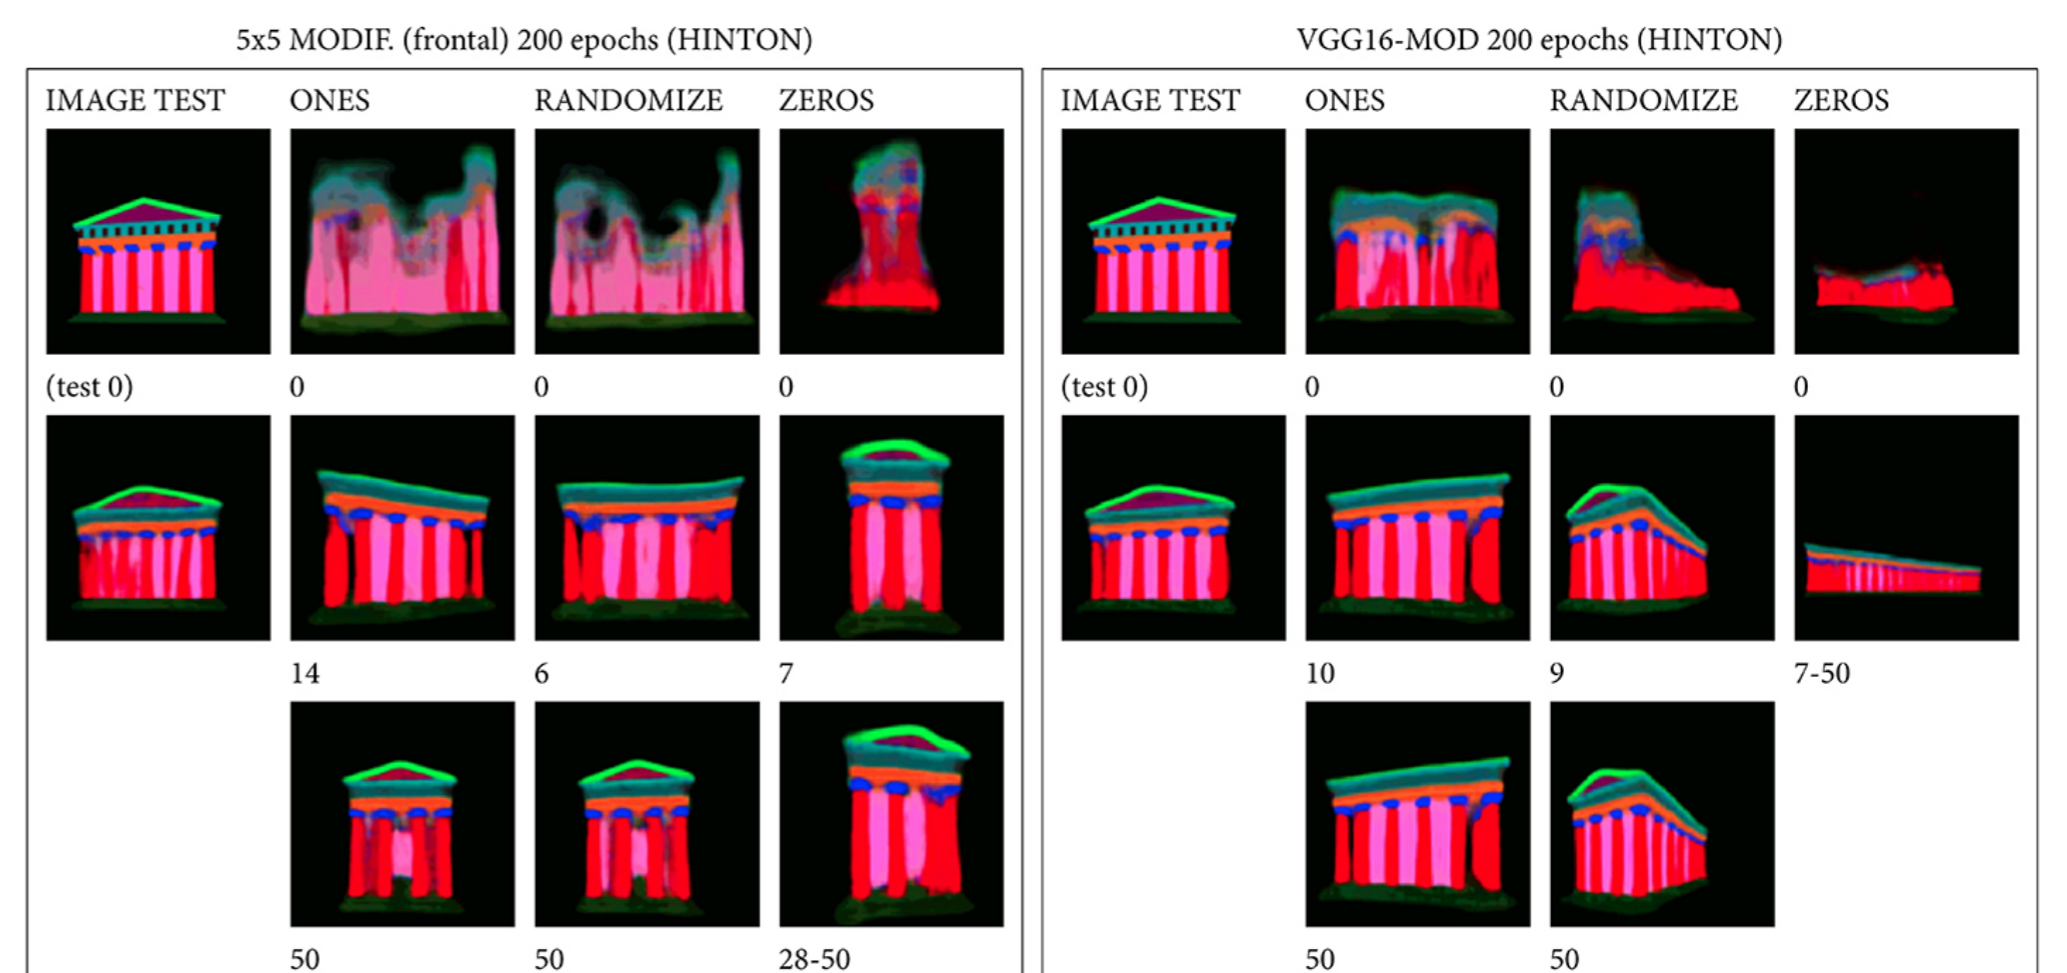 5x5 MODIF. (frontal) 200 epochs (HINTON)
IMAGE TEST ONES RANDOMIZE ZEROS
(test 0) 0 0 0
14 6 7
50 50 28-50
VGG16-MOD 200 epochs (HINTON)
IMAGE TEST ONES RANDOMIZE ZEROS
(test 0) 0 0 0
10 9 7-50
50 50